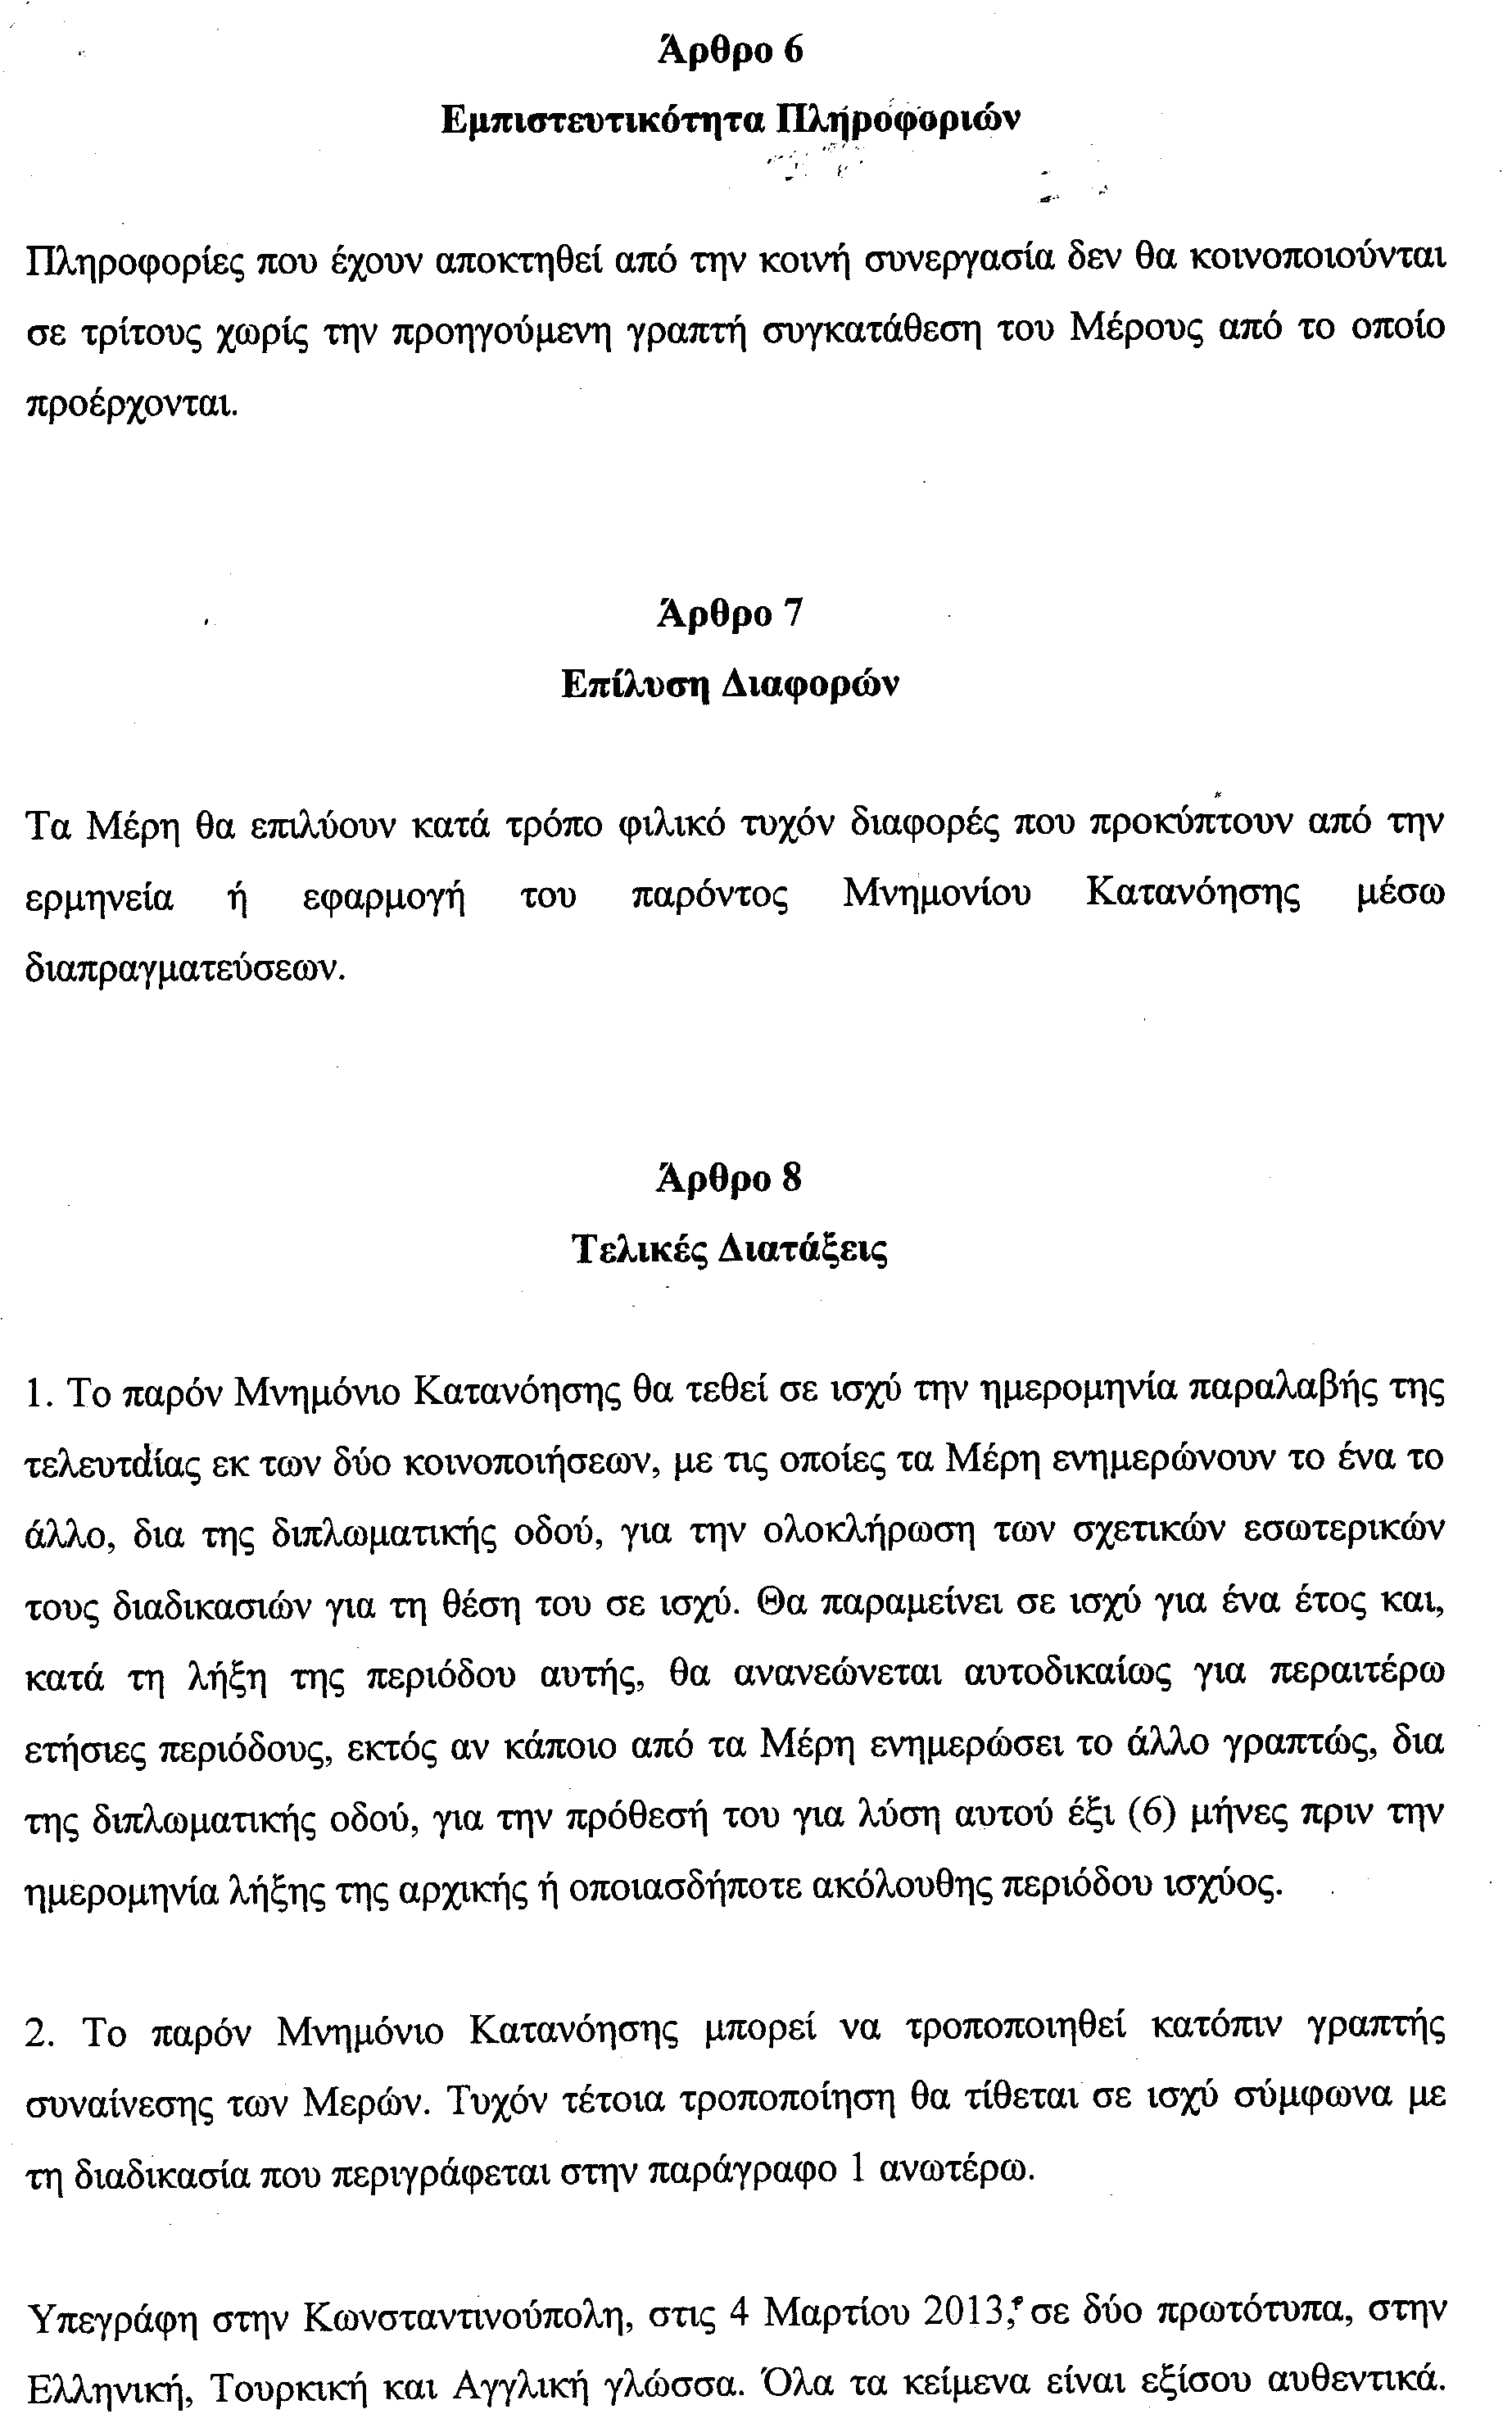 Άρθρο 6
Εμπιστευτικότητα Πληροφοριών
Πληροφορίες που έχουν αποκτηθεί από την κοινή συνεργασία δεν θα κοινοποιούνται
σε τρίτους χωρίς την προηγούμενη γραπτή συγκατάθεση του Μέρους από το οποίο
προέρχονται.
Άρθρο 7
Επίλυση Διαφορών
Τα Μέρη θα επιλύουν κατά τρόπο φιλικό τυχόν διαφορές που προκύπτουν από την
ερμηνεία ή εφαρμογή του παρόντος Μνημονίου Κατανόησης μέσω
διαπραγματεύσεων.
Άρθρο 8
Τελικές Διατάξεις
1. Το παρόν Μνημόνιο Κατανόησης θα τεθεί σε ισχύ την ημερομηνία παραλαβής της
τελευταίας εκ των δύο κοινοποιήσεων, με τις οποίες τα Μέρη ενημερώνουν το ένα το
άλλο, δια της διπλωματικής οδού, για την ολοκλήρωση των σχετικών εσωτερικών
τους διαδικασιών για τη θέση του σε ισχύ. Θα παραμείνει σε ισχύ για ένα έτος και,
κατά τη λήξη της περιόδου αυτής, θα ανανεώνεται αυτοδικαίως για περαιτέρω
ετήσιες περιόδους, εκτός αν κάποιο από τα Μέρη ενημερώσει το άλλο γραπτώς, δια
της διπλωματικής οδού, για την πρόθεσή του για λύση αυτού έξι (6) μήνες πριν την
ημερομηνία λήξης της αρχικής ή οποιασδήποτε ακόλουθης περιόδου ισχύος.
2. Το παρόν Μνημόνιο Κατανόησης μπορεί να τροποποιηθεί κατόπιν γραπτής
συναίνεσης των Μερών. Τυχόν τέτοια τροποποίηση θα τίθεται σε ισχύ σύμφωνα με
τη διαδικασία που περιγράφεται στην παράγραφο 1 ανωτέρω.
Υπεγράφη στην Κωνσταντινούπολη, στις 4 Μαρτίου 2013, σε δύο πρωτότυπα, στην
Ελληνική, Τουρκική και Αγγλική γλώσσα. Όλα τα κείμενα είναι εξίσου αυθεντικά.